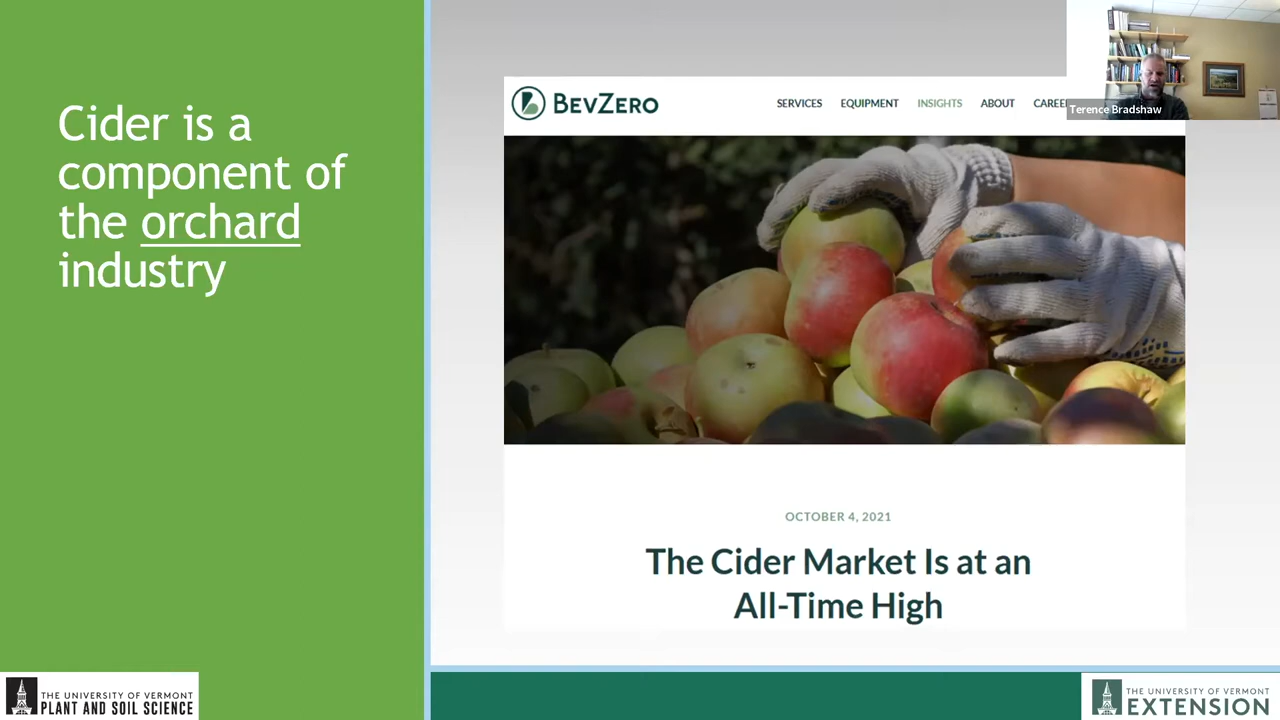 Cider is a
component of
the orchard
industry
BEVZERO
SERVICES EQUIPMENT INSIGHTS ABOUT
Terence Bradshaw
OCTOBER 4, 2021
The Cider Market Is at an
All-Time High
THE UNIVERSITY OF VERMONT
PLANT AND SOIL SCIENCE
THE UNIVERSITY OF VERMONT
EXTENSION